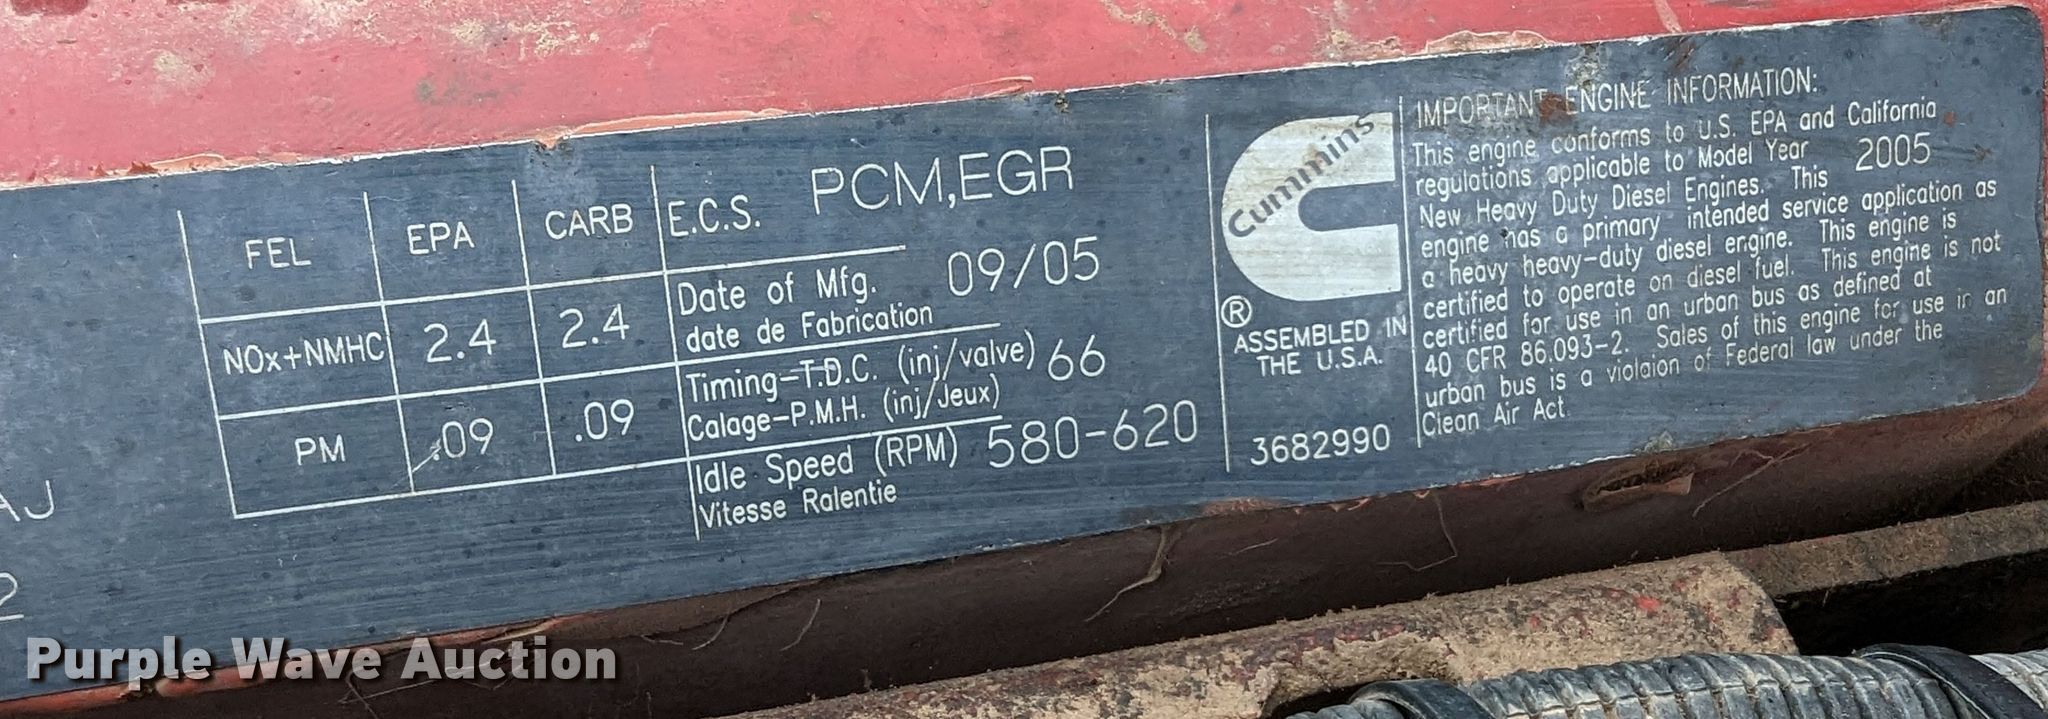 FEL EPA CARB
NOx+NMHC 2.4 2.4
PM .09 .09
E.C.S. PCM,EGR
Date of Mfg. 09/05
date de Fabrication
Timing-T.D.C. (inj/valve) 66
Calage-P.M.H. (inj/Jeux)
Idle Speed (RPM) 580-620
Vitesse Ralentie
Cummins
®
ASSEMBLED IN
THE U.S.A.
3682990
IMPORTANT ENGINE INFORMATION:
This engine conforms to U.S. EPA and California
regulations applicable to Model Year 2005
New Heavy Duty Diesel Engines. This
engine has a primary intended service application as
a heavy heavy-duty diesel engine. This engine is
certified to operate on diesel fuel. This engine is not
certified for use in an urban bus as defined at
40 CFR 86.093-2. Sales of this engine for use in an
urban bus is a violaion of Federal law under the
Clean Air Act.
AJ
2
Purple Wave Auction